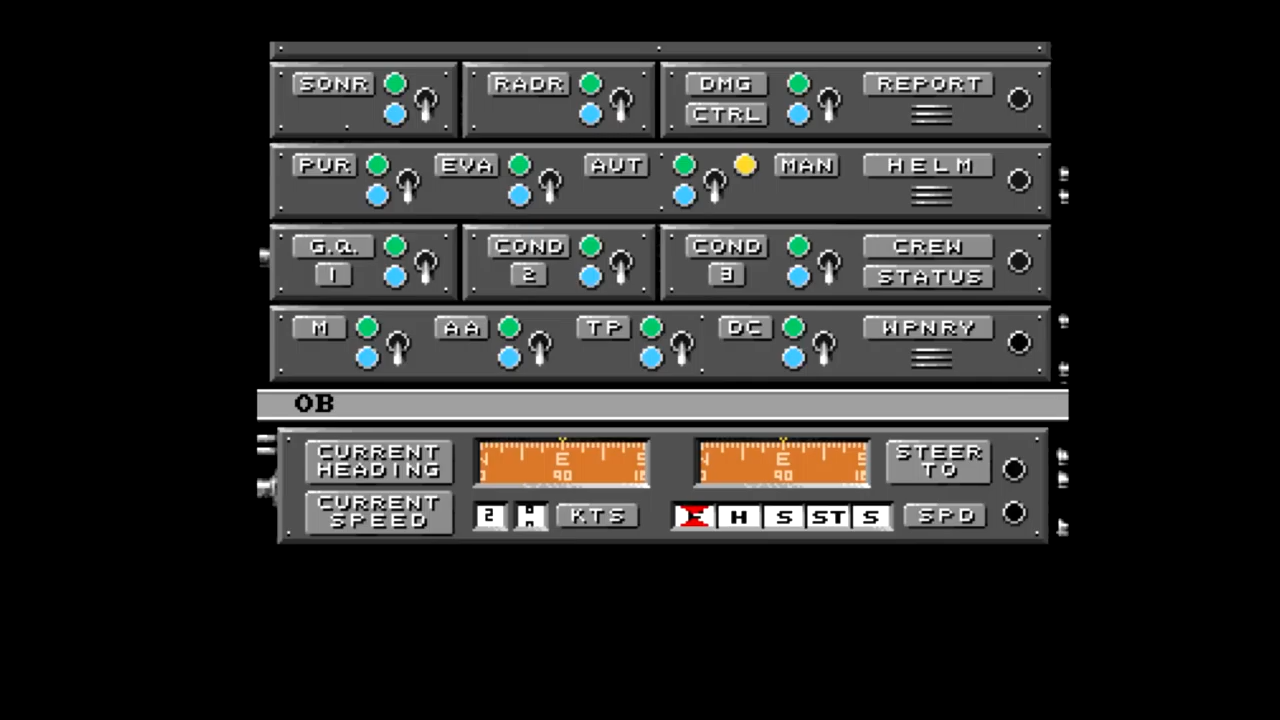 SONR RADR DMG REPORT
CTRL
PUR EVA AUT MAN HELM
G.Q. COND COND CREW
1 2 3 STATUS
M AA TP DC WPNRY
OB
CURRENT HEADING E 90 E 90 STEER TO
CURRENT SPEED 2 KTS H S ST S SPD